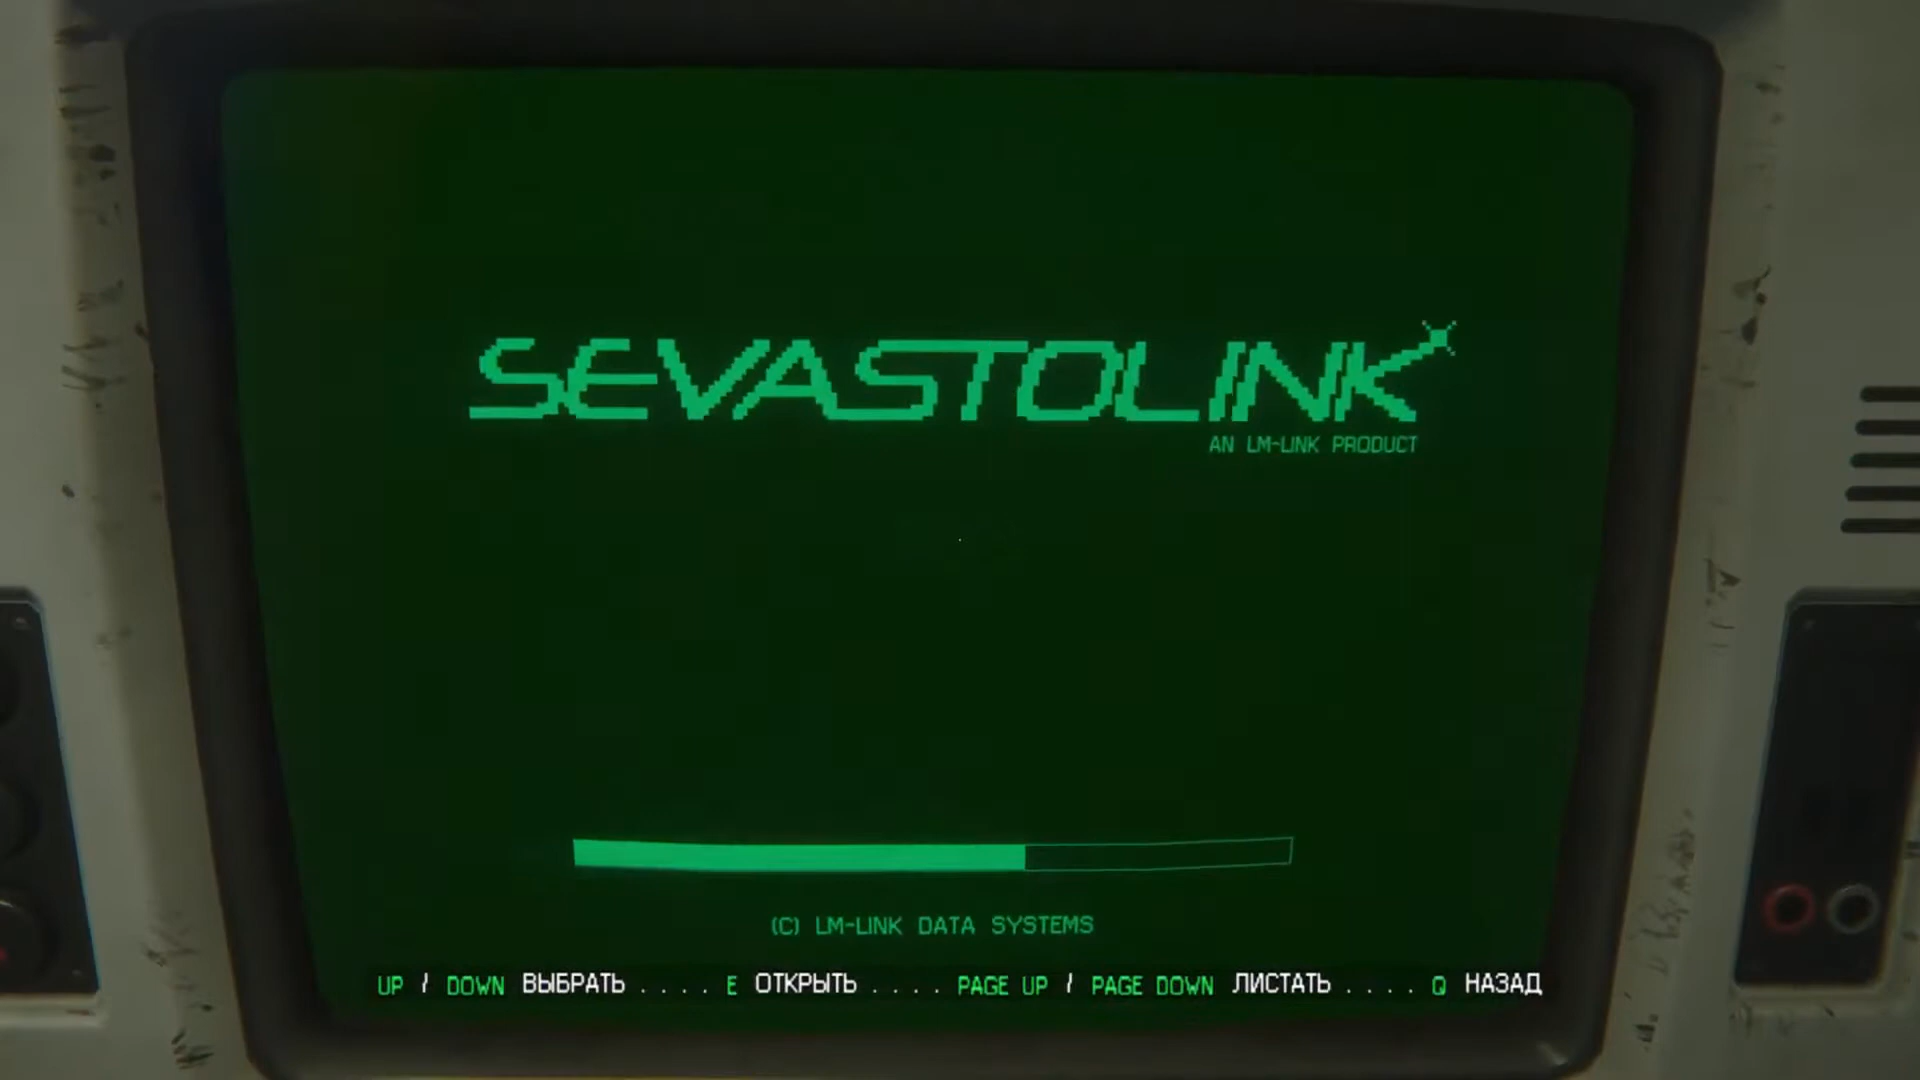 SEVASTOLINK
AN LM-LINK PRODUCT
(C) LM-LINK DATA SYSTEMS
UP / DOWN ВЫБРАТЬ .... E ОТКРЫТЬ .... PAGE UP / PAGE DOWN ЛИСТАТЬ .... Q НАЗАД